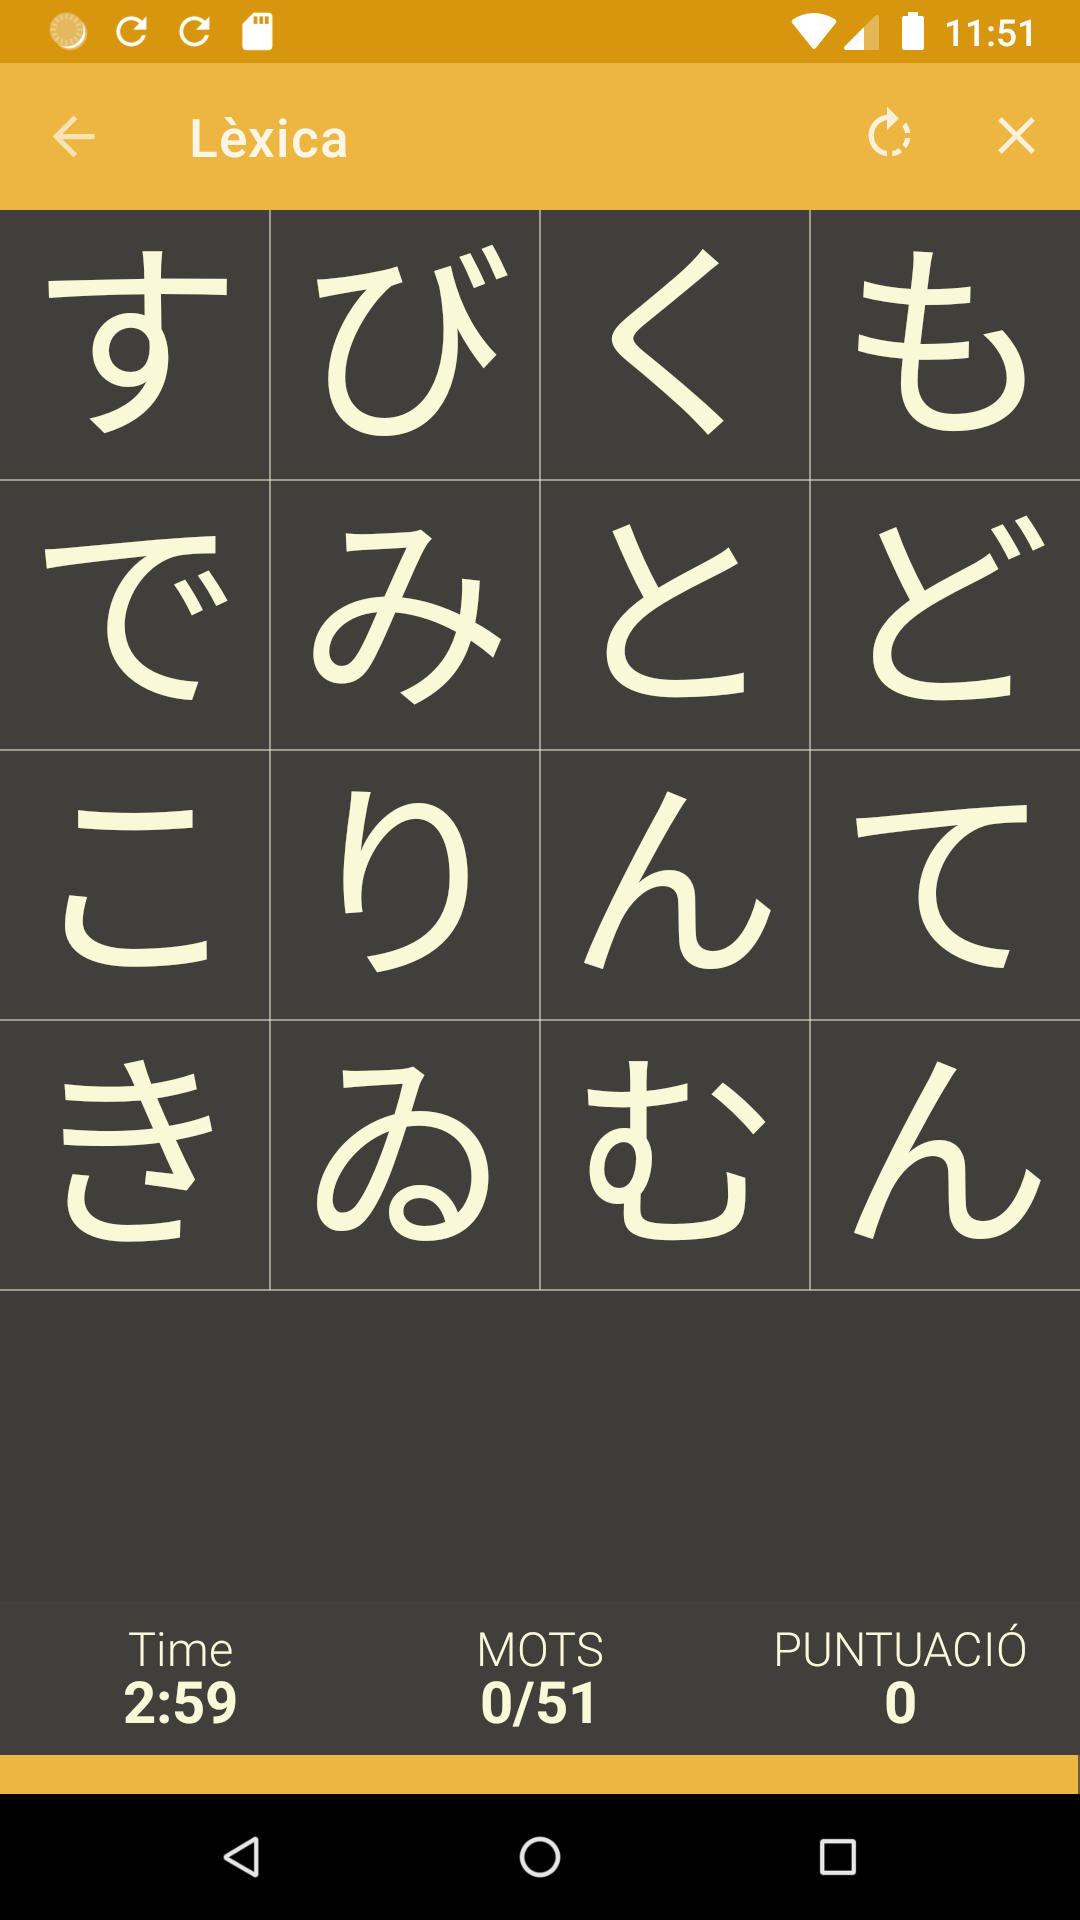 11:51
Lèxica
す び く も
で み と ど
こ り ん て
き ゐ む ん
Time MOTS PUNTUACIÓ
2:59 0/51 0